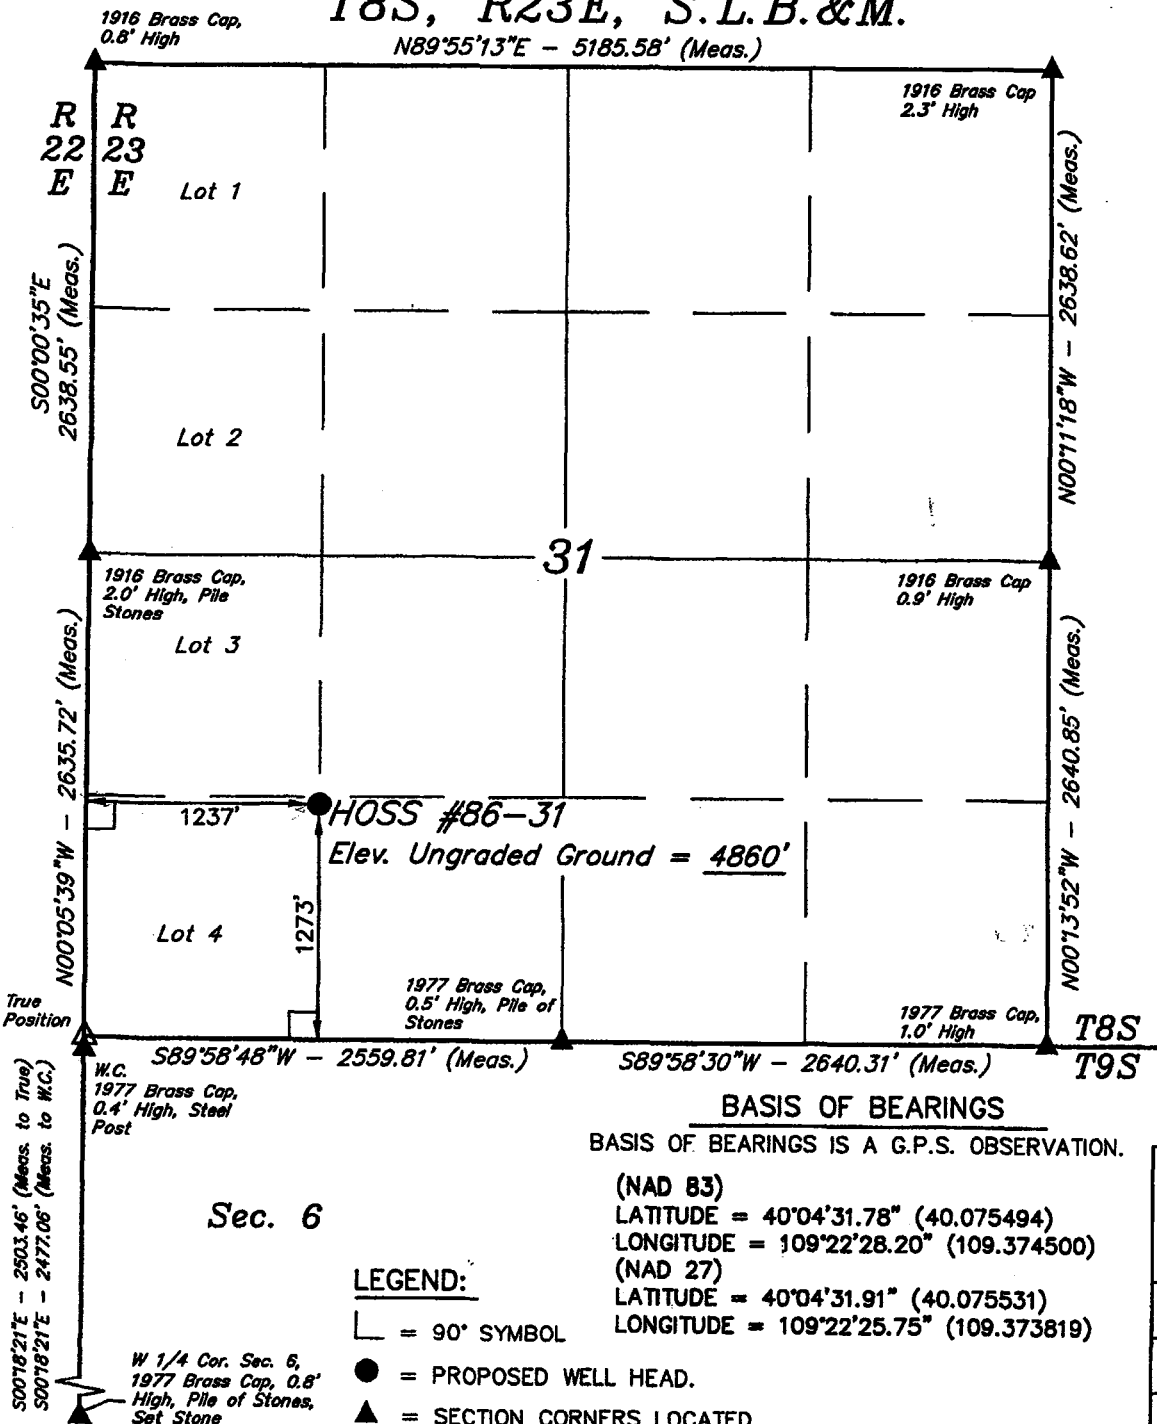 T8S, R23E, S.L.B.&M.
1916 Brass Cap,
0.8' High
N89°55'13"E - 5185.58' (Meas.)
1916 Brass Cap
2.3' High
R R
22 23
E E
Lot 1
S00°00'35"E
2638.55' (Meas.)
N00°11'18"W - 2638.62' (Meas.)
Lot 2
31
1916 Brass Cap,
2.0' High, Pile
Stones
1916 Brass Cap
0.9' High
Lot 3
N00°05'39"W - 2635.72' (Meas.)
N00°13'52"W - 2640.85' (Meas.)
1237'
HOSS #86-31
Elev. Ungraded Ground = 4860'
1273'
Lot 4
1977 Brass Cap,
0.5' High, Pile of
Stones
True
Position
1977 Brass Cap,
1.0' High
T8S
T9S
S89°58'48"W - 2559.81' (Meas.)
S89°58'30"W - 2640.31' (Meas.)
W.C.
1977 Brass Cap,
0.4' High, Steel
Post
S00°18'21"E - 2503.46' (Meas. to True)
S00°18'21"E - 2477.06' (Meas. to W.C.)
BASIS OF BEARINGS
BASIS OF BEARINGS IS A G.P.S. OBSERVATION.
Sec. 6
(NAD 83)
LATITUDE = 40°04'31.78" (40.075494)
LONGITUDE = 109°22'28.20" (109.374500)
(NAD 27)
LATITUDE = 40°04'31.91" (40.075531)
LONGITUDE = 109°22'25.75" (109.373819)
LEGEND:
= 90° SYMBOL
= PROPOSED WELL HEAD.
= SECTION CORNERS LOCATED
W 1/4 Cor. Sec. 6,
1977 Brass Cap, 0.8'
High, Pile of Stones,
Set Stone